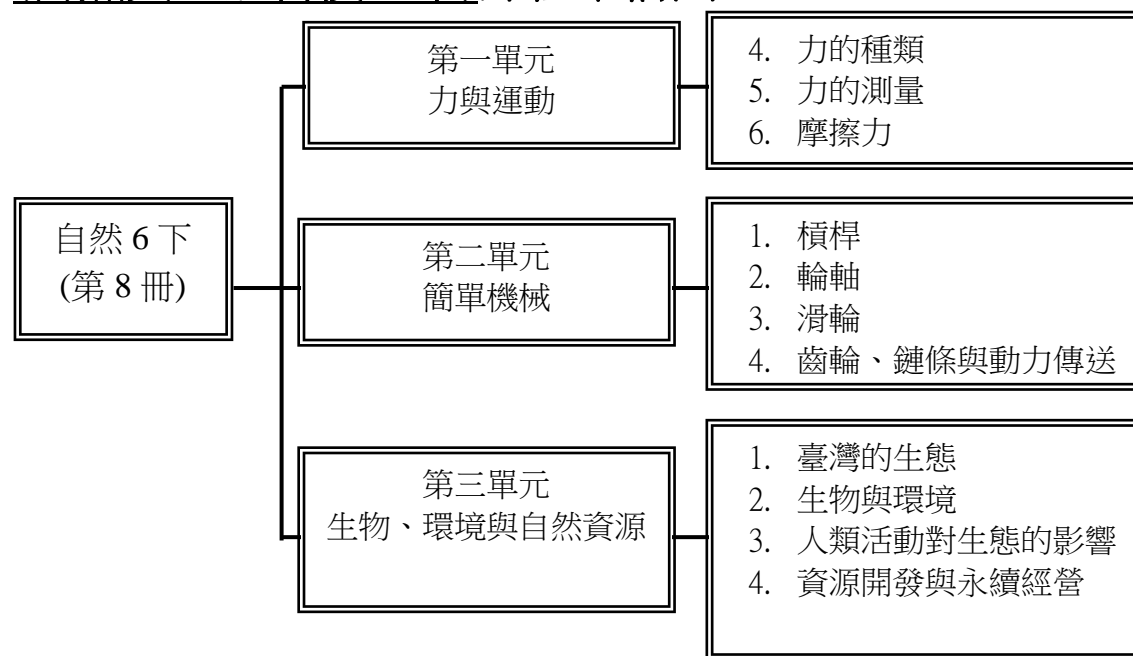 自然 6 下
(第 8 冊)
第一單元
力與運動
4. 力的種類
5. 力的測量
6. 摩擦力
第二單元
簡單機械
1. 槓桿
2. 輪軸
3. 滑輪
4. 齒輪、鏈條與動力傳送
第三單元
生物、環境與自然資源
1. 臺灣的生態
2. 生物與環境
3. 人類活動對生態的影響
4. 資源開發與永續經營